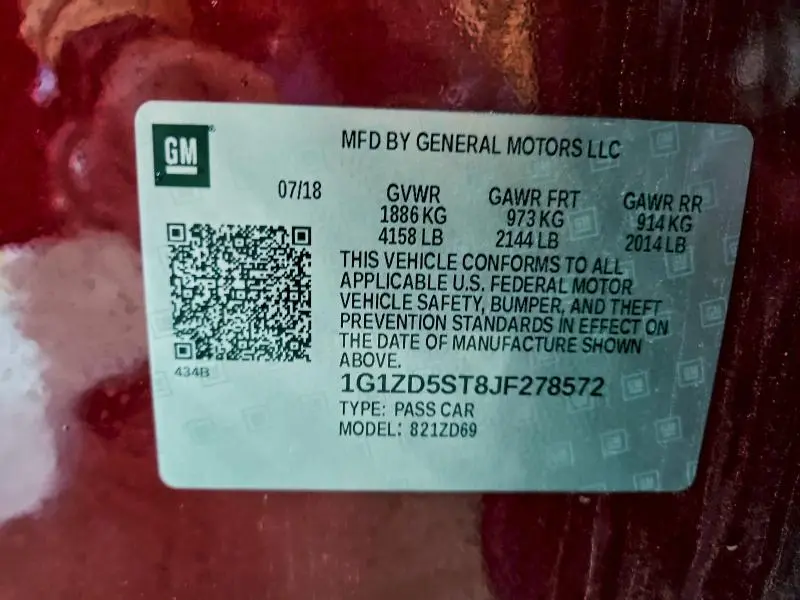 GM
MFD BY GENERAL MOTORS LLC
07/18 GVWR GAWR FRT GAWR RR
1886 KG 973 KG 914 KG
4158 LB 2144 LB 2014 LB
THIS VEHICLE CONFORMS TO ALL
APPLICABLE U.S. FEDERAL MOTOR
VEHICLE SAFETY, BUMPER, AND THEFT
PREVENTION STANDARDS IN EFFECT ON
THE DATE OF MANUFACTURE SHOWN
ABOVE.
434B
1G1ZD5ST8JF278572
TYPE: PASS CAR
MODEL: 821ZD69